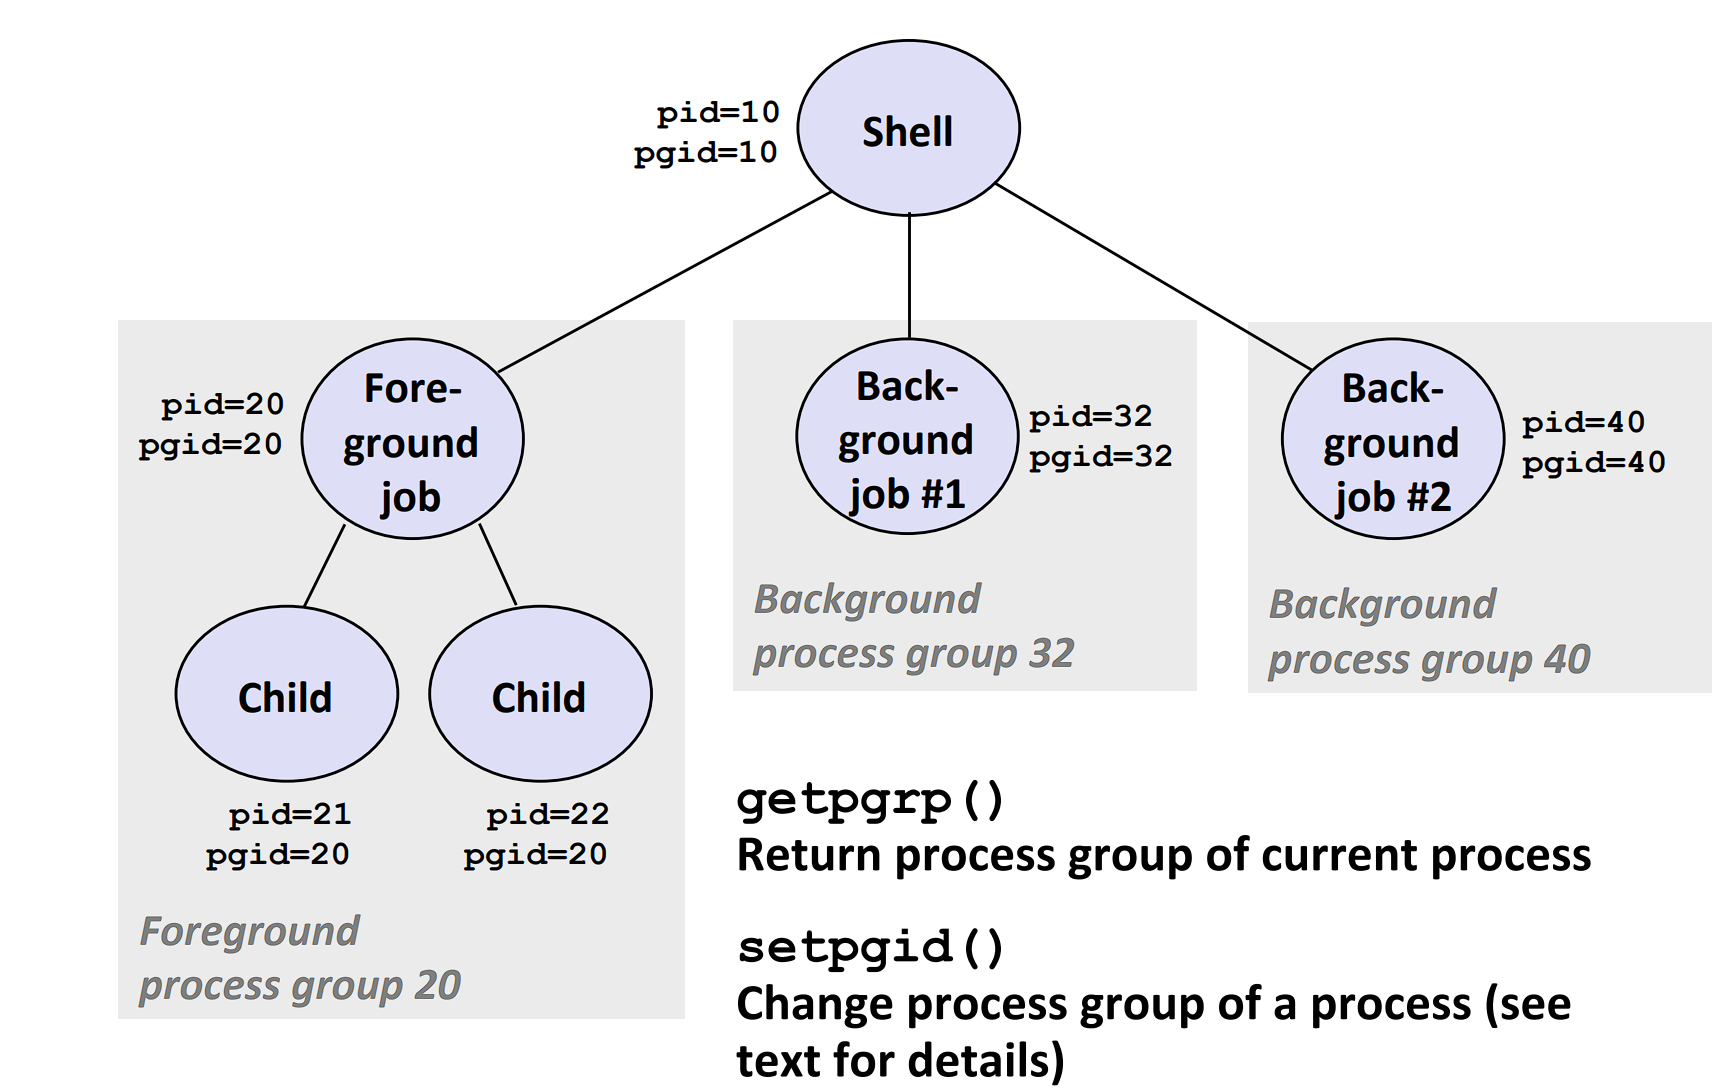 pid=10
pgid=10
Shell
pid=20
pgid=20
Fore-
ground
job
Back-
ground
job #1
pid=32
pgid=32
Back-
ground
job #2
pid=40
pgid=40
Child
Child
pid=21
pgid=20
pid=22
pgid=20
Foreground
process group 20
Background
process group 32
Background
process group 40
getpgrp()
Return process group of current process
setpgid()
Change process group of a process (see
text for details)